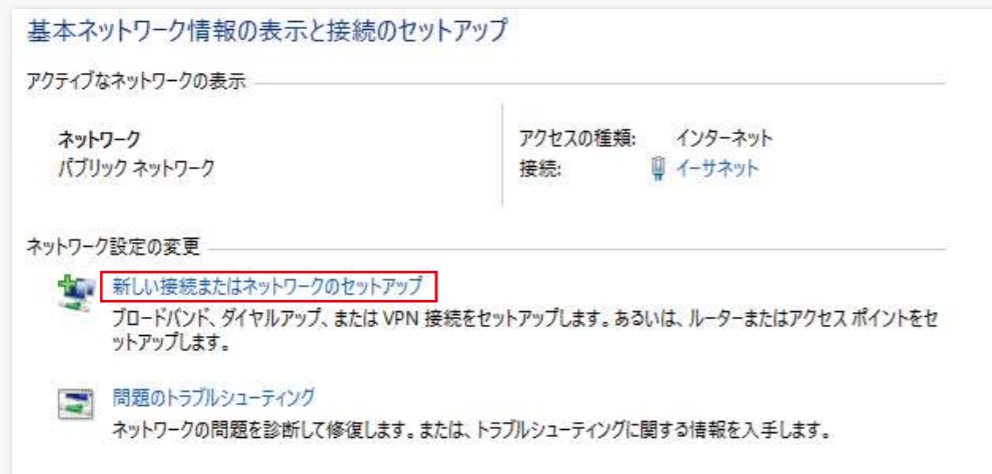 基本ネットワーク情報の表示と接続のセットアップ
アクティブなネットワークの表示
ネットワーク
パブリック ネットワーク
アクセスの種類: インターネット
接続: イーサネット
ネットワーク設定の変更
新しい接続またはネットワークのセットアップ
ブロードバンド、ダイヤルアップ、または VPN 接続をセットアップします。あるいは、ルーターまたはアクセス ポイントをセ
ットアップします。
問題のトラブルシューティング
ネットワークの問題を診断して修復します。または、トラブルシューティングに関する情報を入手します。